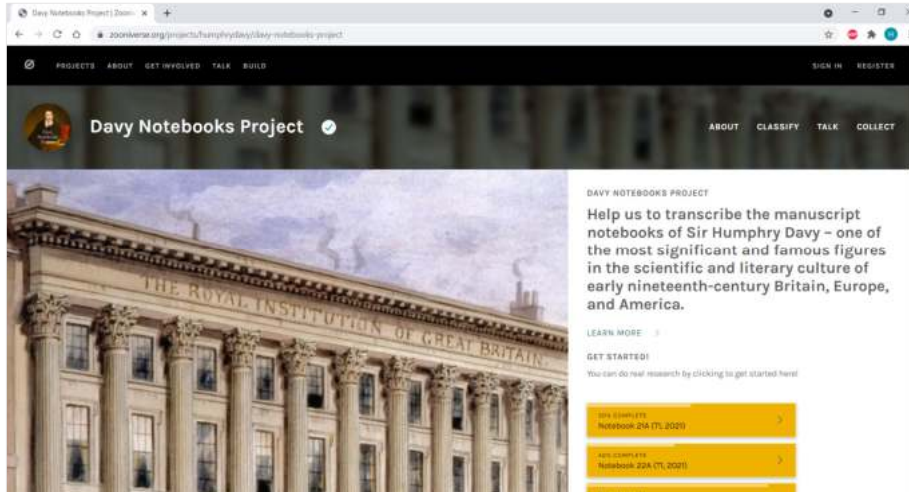 Davy Notebooks Project | Zooni
zooniverse.org/projects/humphrydavy/davy-notebooks-project
PROJECTS ABOUT GET INVOLVED TALK BUILD
SIGN IN REGISTER
Davy Notebooks Project
ABOUT CLASSIFY TALK COLLECT
THE ROYAL INSTITUTION OF GREAT BRITAIN
DAVY NOTEBOOKS PROJECT
Help us to transcribe the manuscript
notebooks of Sir Humphry Davy – one of
the most significant and famous figures
in the scientific and literary culture of
early nineteenth-century Britain, Europe,
and America.
LEARN MORE
GET STARTED!
You can do real research by clicking to get started here!
COMPLETE
Notebook 21A (T1, 2021)
COMPLETE
Notebook 22A (T1, 2021)